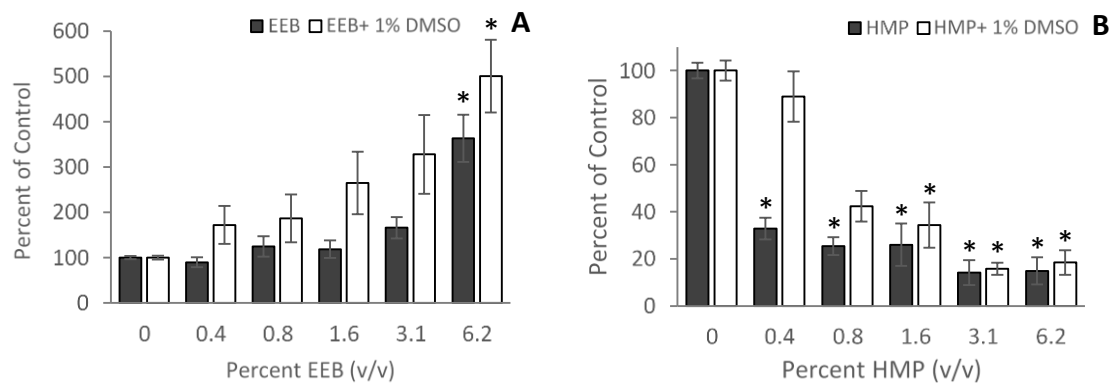 EEB EEB+ 1% DMSO A
Percent of Control
600
500
400
300
200
100
0
* *
0 0.4 0.8 1.6 3.1 6.2
Percent EEB (v/v)
HMP HMP+ 1% DMSO B
Percent of Control
100
80
60
40
20
0
* * * * * * * *
0 0.4 0.8 1.6 3.1 6.2
Percent HMP (v/v)